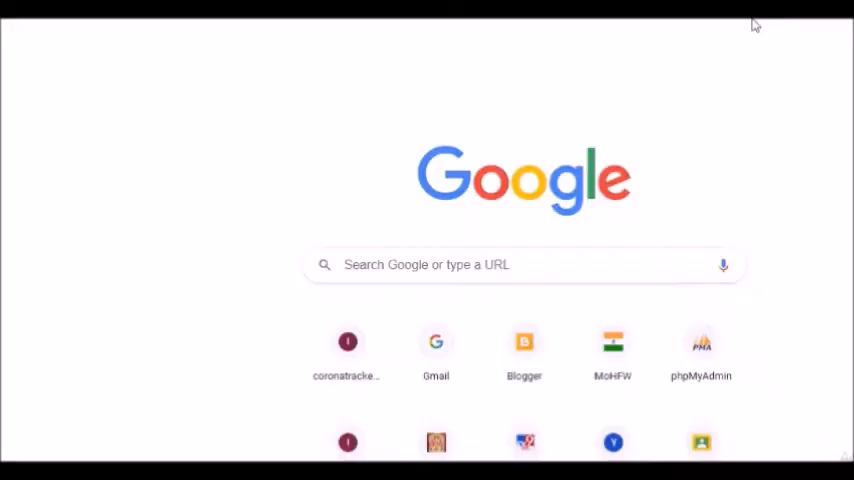 Google
Search Google or type a URL
coronatracke...
Gmail
Blogger
MoHFW
phpMyAdmin